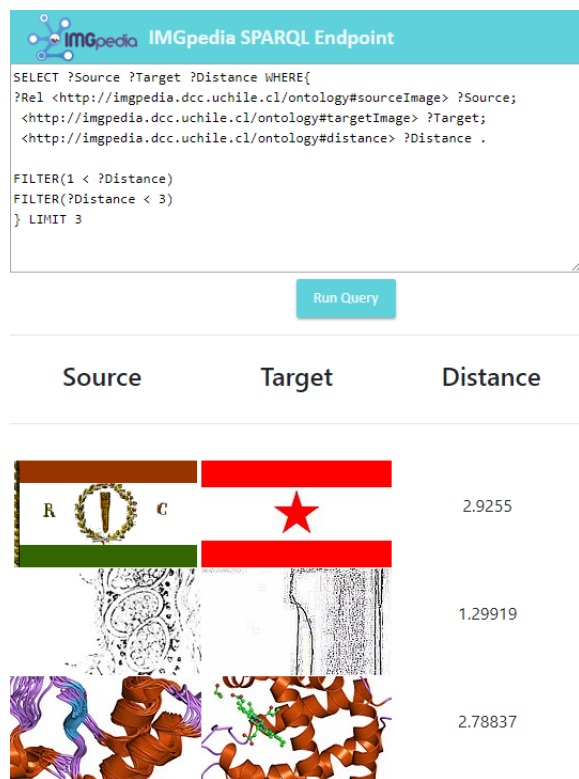 IMGpedia IMGpedia SPARQL Endpoint
SELECT ?Source ?Target ?Distance WHERE{
?Rel <http://imgpedia.dcc.uchile.cl/ontology#sourceImage> ?Source;
<http://imgpedia.dcc.uchile.cl/ontology#targetImage> ?Target;
<http://imgpedia.dcc.uchile.cl/ontology#distance> ?Distance .
FILTER(1 < ?Distance)
FILTER(?Distance < 3)
} LIMIT 3
Run Query
Source Target Distance
R C 2.9255
1.29919
2.78837